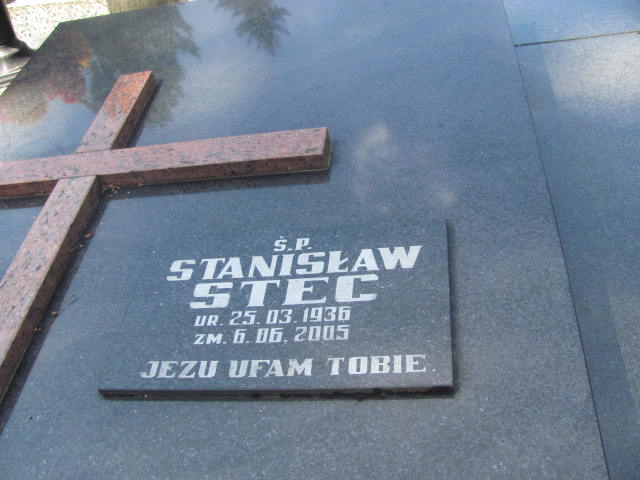 Ś.P.
STANISŁAW
STEC
UR. 25.03.1936
ZM. 6.06.2005
JEZU UFAM TOBIE